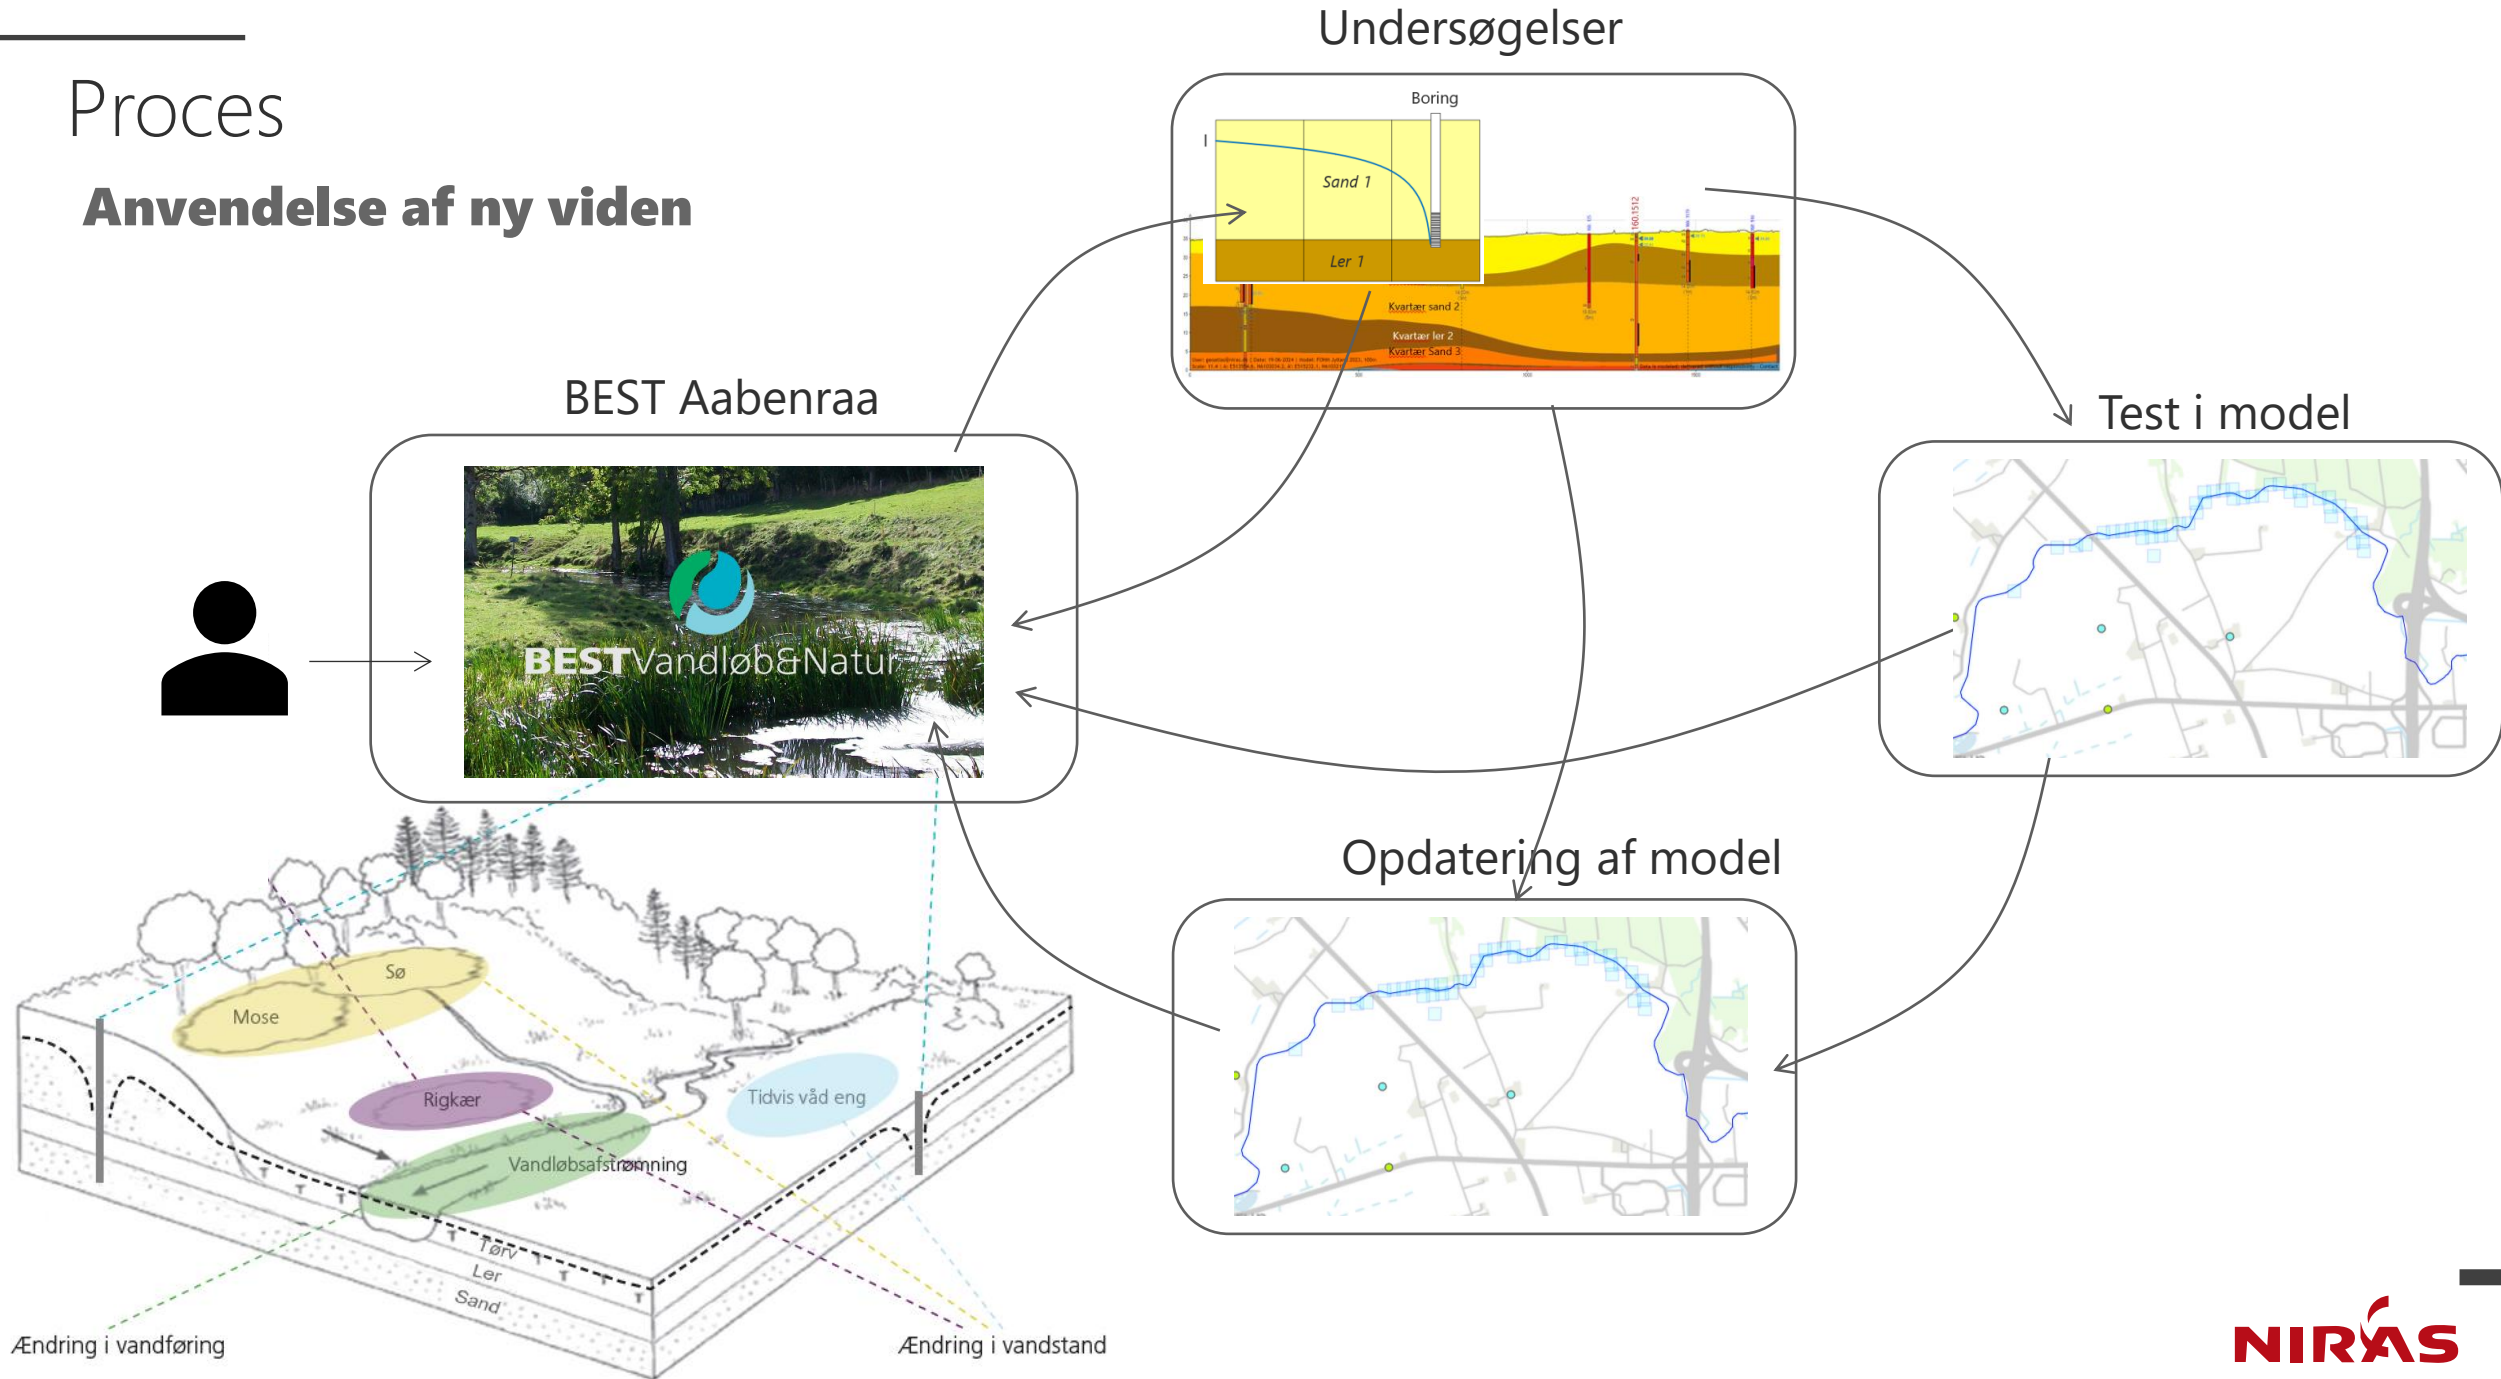 Proces
Anvendelse af ny viden
Undersøgelser
Boring
Sand 1
Ler 1
160.1512
Kvartær sand 2
Kvartær ler 2
Kvartær Sand 3
BEST Aabenraa
BESTVandløb&Natur
Test i model
Opdatering af model
Sø
Mose
Rigkær
Tidvis våd eng
Vandløbsafstrømning
Tørv
Ler
Sand
T
T
T
T
T
T
T
T
Ændring i vandføring
Ændring i vandstand
NIRAS